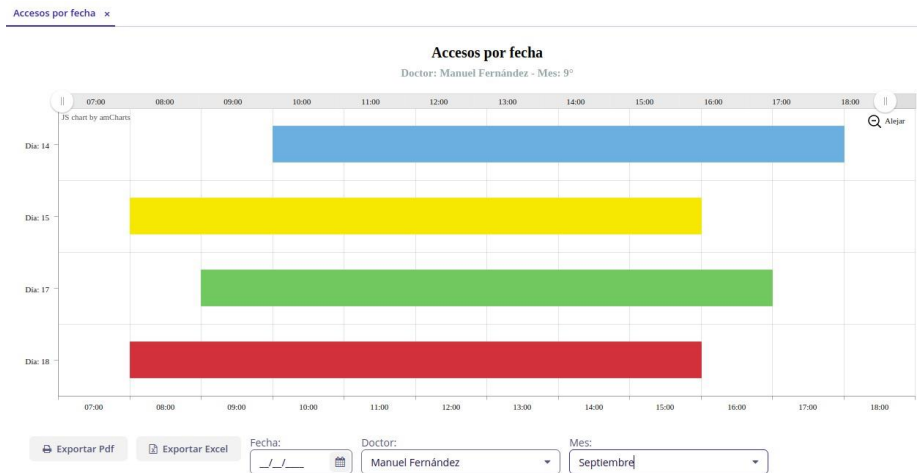 Accesos por fecha ×
Accesos por fecha
Doctor: Manuel Fernández - Mes: 9°
07:00 08:00 09:00 10:00 11:00 12:00 13:00 14:00 15:00 16:00 17:00 18:00
JS chart by amCharts
Alejar
Día: 14
Día: 15
Día: 17
Día: 18
07:00 08:00 09:00 10:00 11:00 12:00 13:00 14:00 15:00 16:00 17:00 18:00
Fecha: Doctor: Mes:
Exportar Pdf Exportar Excel __/__/____ Manuel Fernández Septiembre